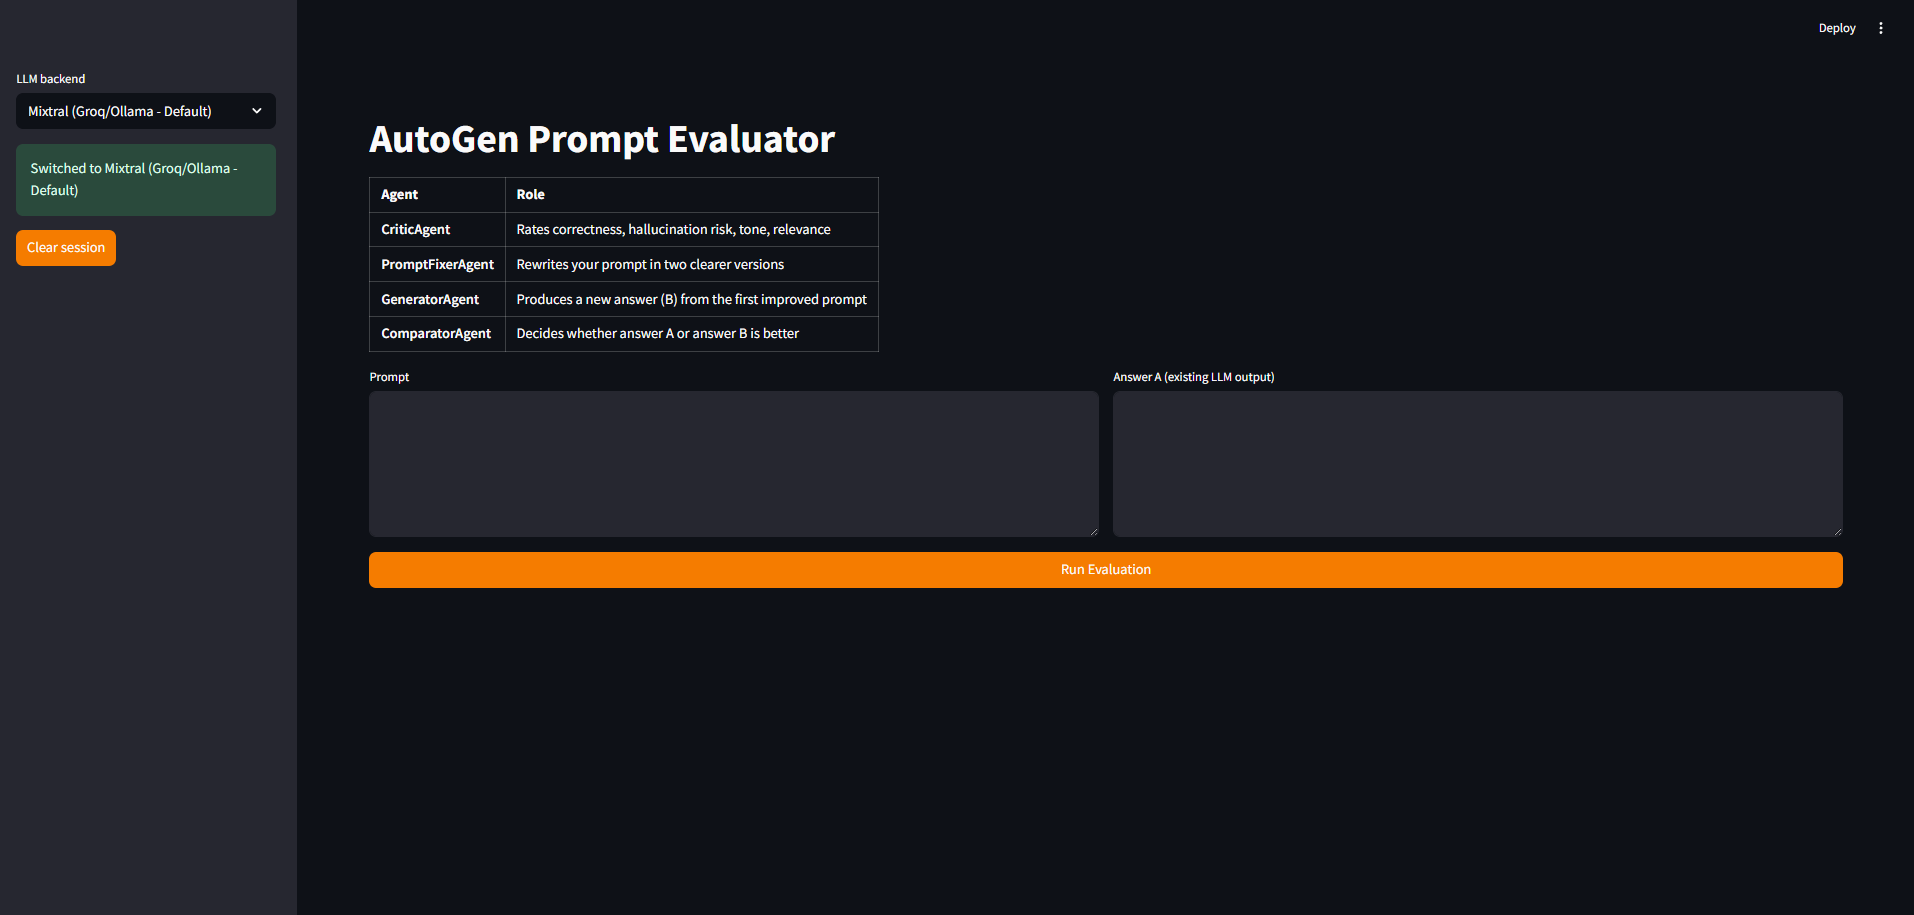 Deploy
LLM backend
Mixtral (Groq/Ollama - Default)
Switched to Mixtral (Groq/Ollama -
Default)
Clear session
AutoGen Prompt Evaluator
Agent Role
CriticAgent Rates correctness, hallucination risk, tone, relevance
PromptFixerAgent Rewrites your prompt in two clearer versions
GeneratorAgent Produces a new answer (B) from the first improved prompt
ComparatorAgent Decides whether answer A or answer B is better
Prompt
Answer A (existing LLM output)
Run Evaluation